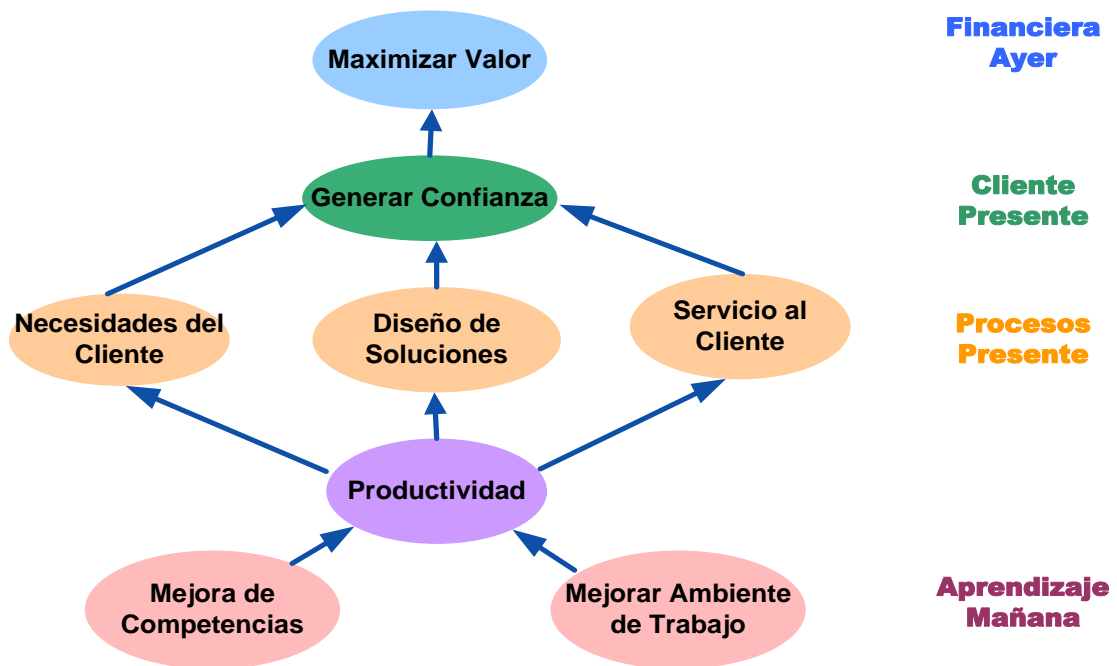 Maximizar Valor
Financiera
Ayer
Generar Confianza
Cliente
Presente
Necesidades del
Cliente
Diseño de
Soluciones
Servicio al
Cliente
Procesos
Presente
Productividad
Mejora de
Competencias
Mejorar Ambiente
de Trabajo
Aprendizaje
Mañana